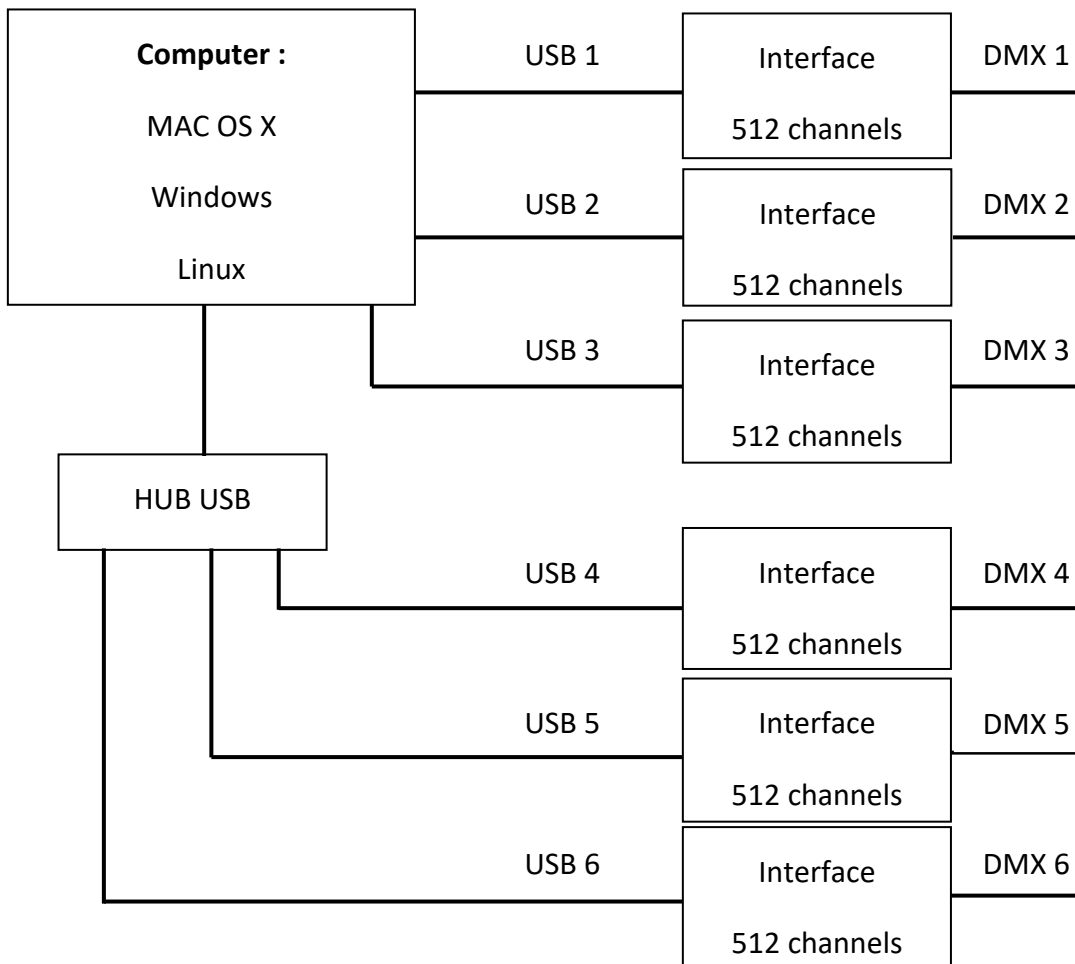 Computer :
MAC OS X
Windows
Linux
USB 1
Interface
512 channels
DMX 1
USB 2
Interface
512 channels
DMX 2
USB 3
Interface
512 channels
DMX 3
HUB USB
USB 4
Interface
512 channels
DMX 4
USB 5
Interface
512 channels
DMX 5
USB 6
Interface
512 channels
DMX 6